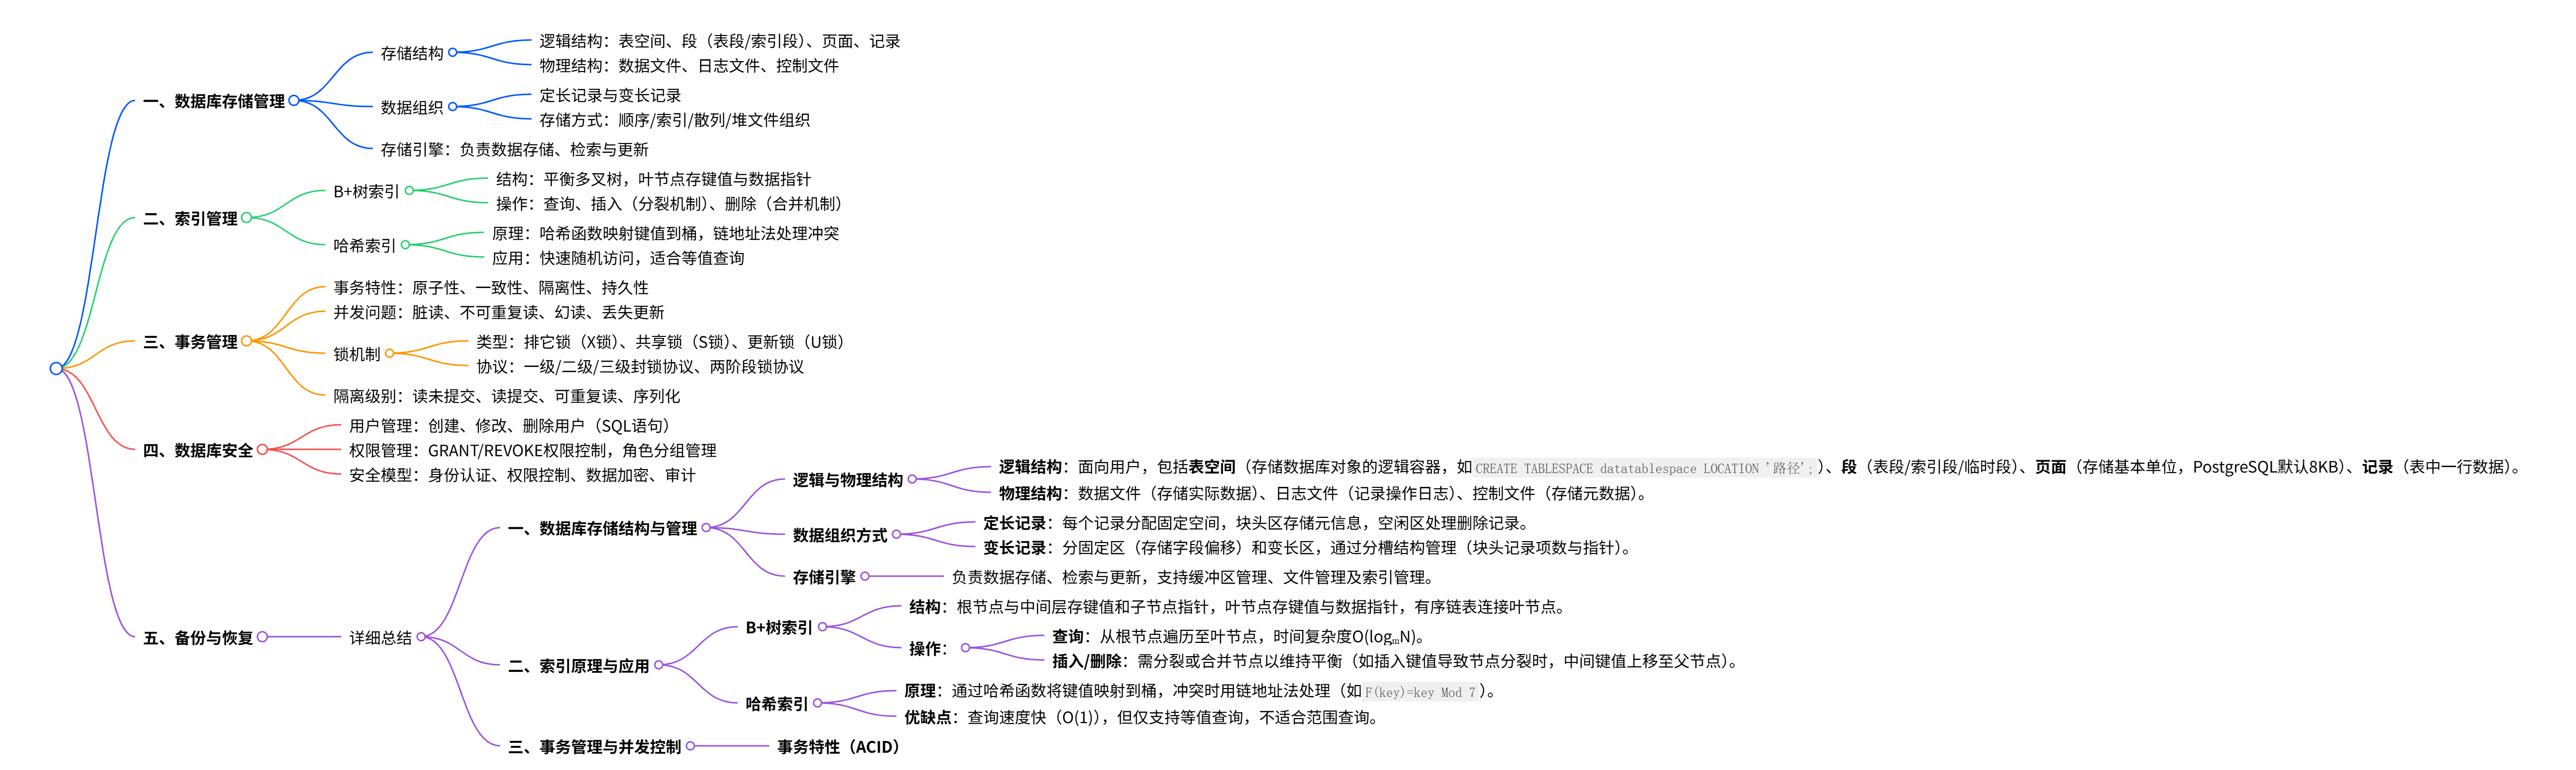 一、数据库存储管理
存储结构
逻辑结构：表空间、段（表段/索引段）、页面、记录
物理结构：数据文件、日志文件、控制文件
数据组织
定长记录与变长记录
存储方式：顺序/索引/散列/堆文件组织
存储引擎：负责数据存储、检索与更新
二、索引管理
B+树索引
结构：平衡多叉树，叶节点存键值与数据指针
操作：查询、插入（分裂机制）、删除（合并机制）
哈希索引
原理：哈希函数映射键值到桶，链地址法处理冲突
应用：快速随机访问，适合等值查询
三、事务管理
事务特性：原子性、一致性、隔离性、持久性
并发问题：脏读、不可重复读、幻读、丢失更新
锁机制
类型：排它锁（X锁）、共享锁（S锁）、更新锁（U锁）
协议：一级/二级/三级封锁协议、两阶段锁协议
隔离级别：读未提交、读提交、可重复读、序列化
四、数据库安全
用户管理：创建、修改、删除用户（SQL语句）
权限管理：GRANT/REVOKE权限控制，角色分组管理
安全模型：身份认证、权限控制、数据加密、审计
五、备份与恢复
详细总结
一、数据库存储结构与管理
逻辑与物理结构
逻辑结构：面向用户，包括表空间（存储数据库对象的逻辑容器，如CREATE TABLESPACE datatablespace LOCATION '路径';）、段（表段/索引段/临时段）、页面（存储基本单位，PostgreSQL默认8KB）、记录（表中一行数据）。
物理结构：数据文件（存储实际数据）、日志文件（记录操作日志）、控制文件（存储元数据）。
数据组织方式
定长记录：每个记录分配固定空间，块头区存储元信息，空闲区处理删除记录。
变长记录：分固定区（存储字段偏移）和变长区，通过分槽结构管理（块头记录项数与指针）。
存储引擎
负责数据存储、检索与更新，支持缓冲区管理、文件管理及索引管理。
二、索引原理与应用
B+树索引
结构：根节点与中间层存键值和子节点指针，叶节点存键值与数据指针，有序链表连接叶节点。
操作：
查询：从根节点遍历至叶节点，时间复杂度O(logₘN)。
插入/删除：需分裂或合并节点以维持平衡（如插入键值导致节点分裂时，中间键值上移至父节点）。
哈希索引
原理：通过哈希函数将键值映射到桶，冲突时用链地址法处理（如F(key)=key Mod 7）。
优缺点：查询速度快（O(1)），但仅支持等值查询，不适合范围查询。
三、事务管理与并发控制
事务特性（ACID）